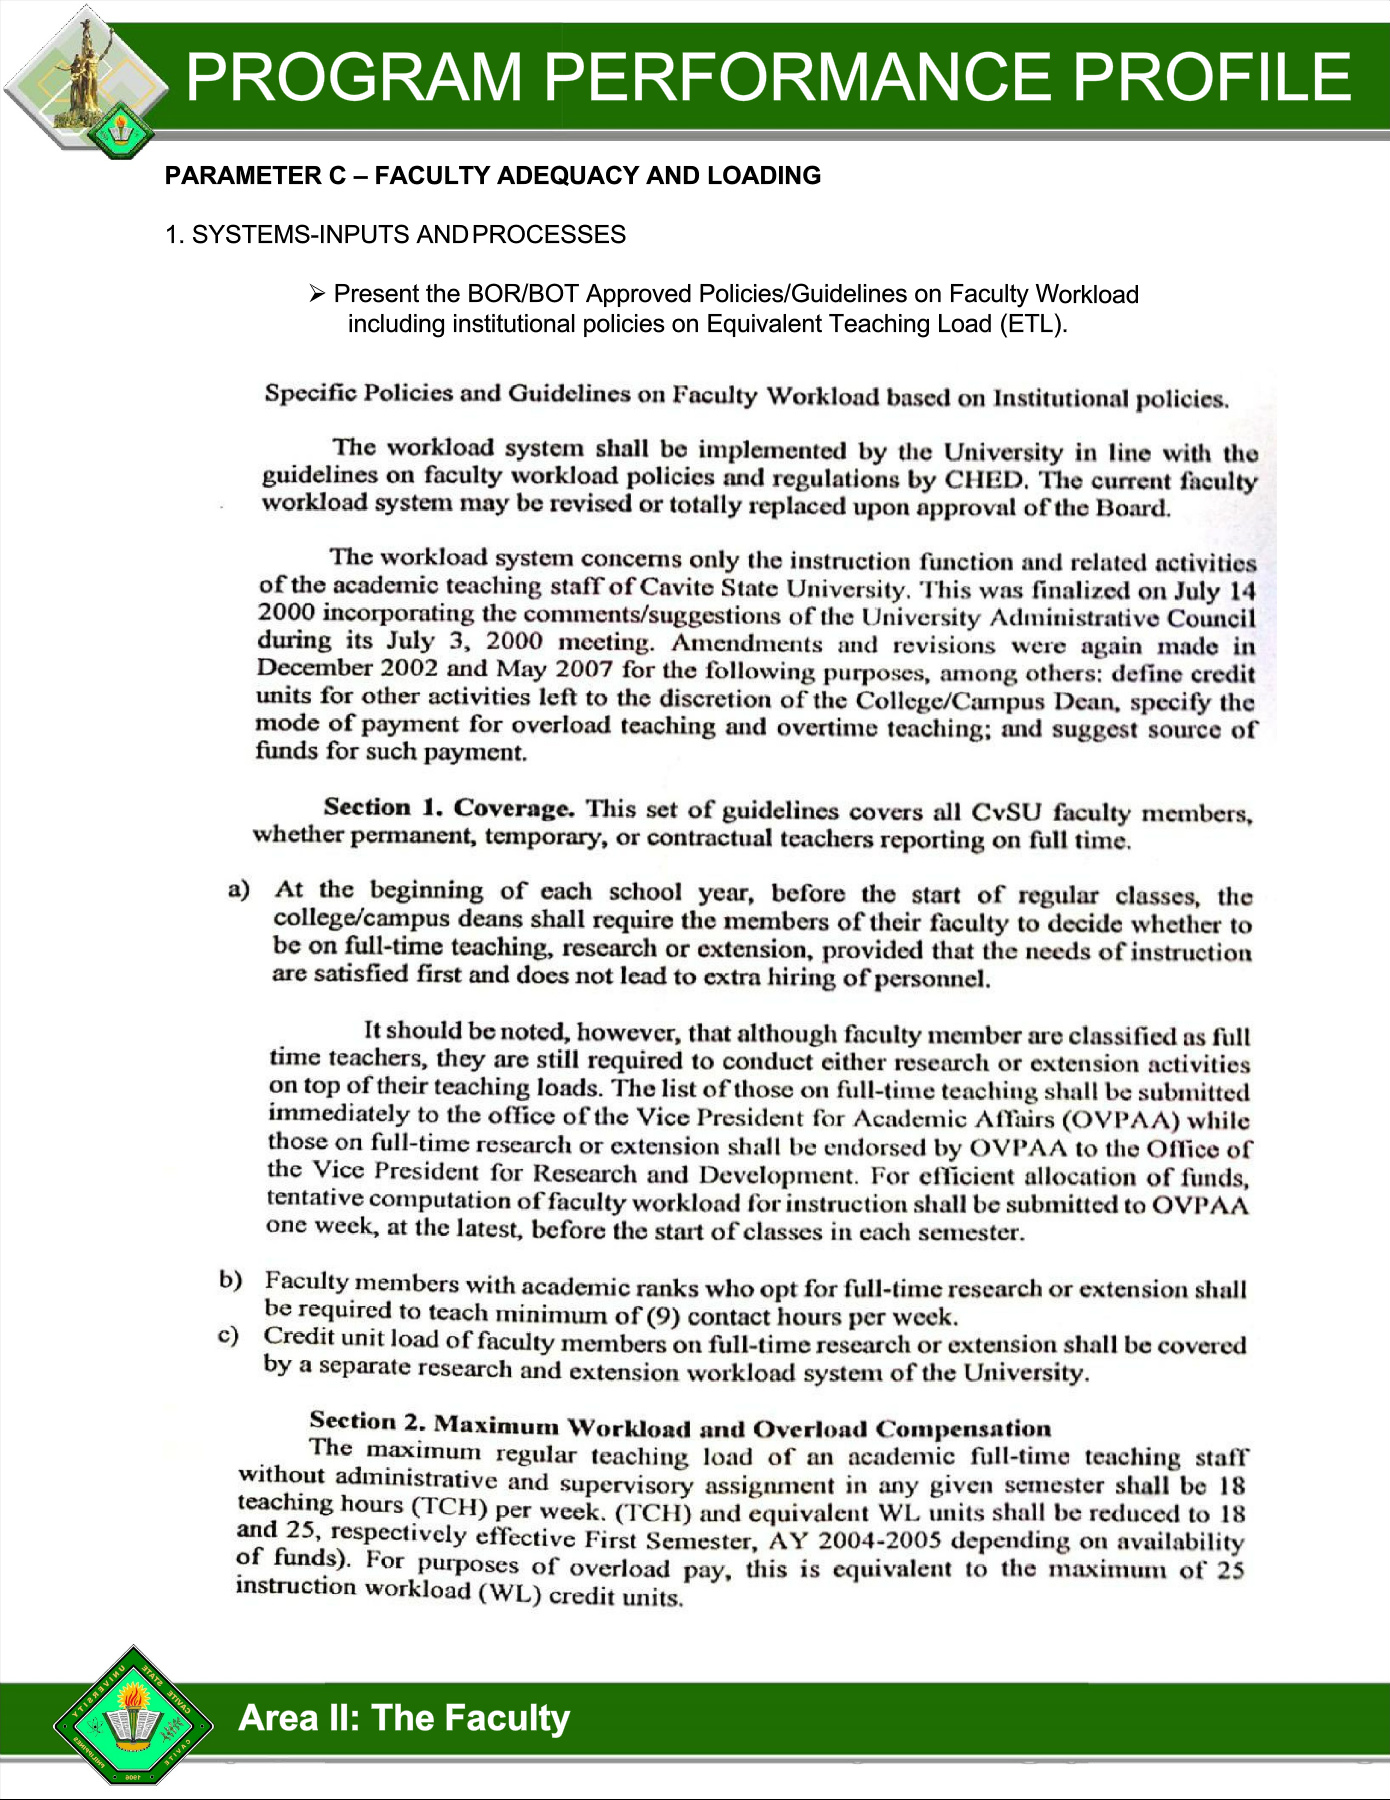 PROGRAM PERFORMANCE PROFILE
PARAMETER C – FACULTY ADEQUACY AND LOADING
1. SYSTEMS-INPUTS AND PROCESSES
➢ Present the BOR/BOT Approved Policies/Guidelines on Faculty Workload
including institutional policies on Equivalent Teaching Load (ETL).
Specific Policies and Guidelines on Faculty Workload based on Institutional policies.
The workload system shall be implemented by the University in line with the
guidelines on faculty workload policies and regulations by CHED. The current faculty
workload system may be revised or totally replaced upon approval of the Board.
The workload system concerns only the instruction function and related activities
of the academic teaching staff of Cavite State University. This was finalized on July 14
2000 incorporating the comments/suggestions of the University Administrative Council
during its July 3, 2000 meeting. Amendments and revisions were again made in
December 2002 and May 2007 for the following purposes, among others: define credit
units for other activities left to the discretion of the College/Campus Dean, specify the
mode of payment for overload teaching and overtime teaching; and suggest source of
funds for such payment.
Section 1. Coverage. This set of guidelines covers all CvSU faculty members,
whether permanent, temporary, or contractual teachers reporting on full time.
a) At the beginning of each school year, before the start of regular classes, the
college/campus deans shall require the members of their faculty to decide whether to
be on full-time teaching, research or extension, provided that the needs of instruction
are satisfied first and does not lead to extra hiring of personnel.
It should be noted, however, that although faculty member are classified as full
time teachers, they are still required to conduct either research or extension activities
on top of their teaching loads. The list of those on full-time teaching shall be submitted
immediately to the office of the Vice President for Academic Affairs (OVPAA) while
those on full-time research or extension shall be endorsed by OVPAA to the Office of
the Vice President for Research and Development. For efficient allocation of funds,
tentative computation of faculty workload for instruction shall be submitted to OVPAA
one week, at the latest, before the start of classes in each semester.
b) Faculty members with academic ranks who opt for full-time research or extension shall
be required to teach minimum of (9) contact hours per week.
c) Credit unit load of faculty members on full-time research or extension shall be covered
by a separate research and extension workload system of the University.
Section 2. Maximum Workload and Overload Compensation
The maximum regular teaching load of an academic full-time teaching staff
without administrative and supervisory assignment in any given semester shall be 18
teaching hours (TCH) per week. (TCH) and equivalent WL units shall be reduced to 18
and 25, respectively effective First Semester, AY 2004-2005 depending on availability
of funds). For purposes of overload pay, this is equivalent to the maximum of 25
instruction workload (WL) credit units.
CAVITE STATE UNIVERSITY
CAVITE PHILIPPINES
1906
Area II: The Faculty